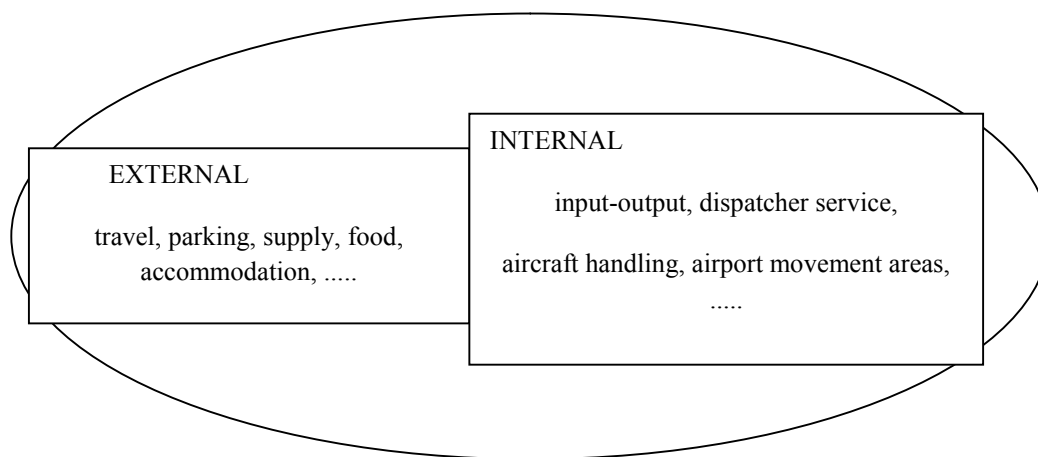 EXTERNAL
travel, parking, supply, food,
accommodation, .....
INTERNAL
input-output, dispatcher service,
aircraft handling, airport movement areas,
.....